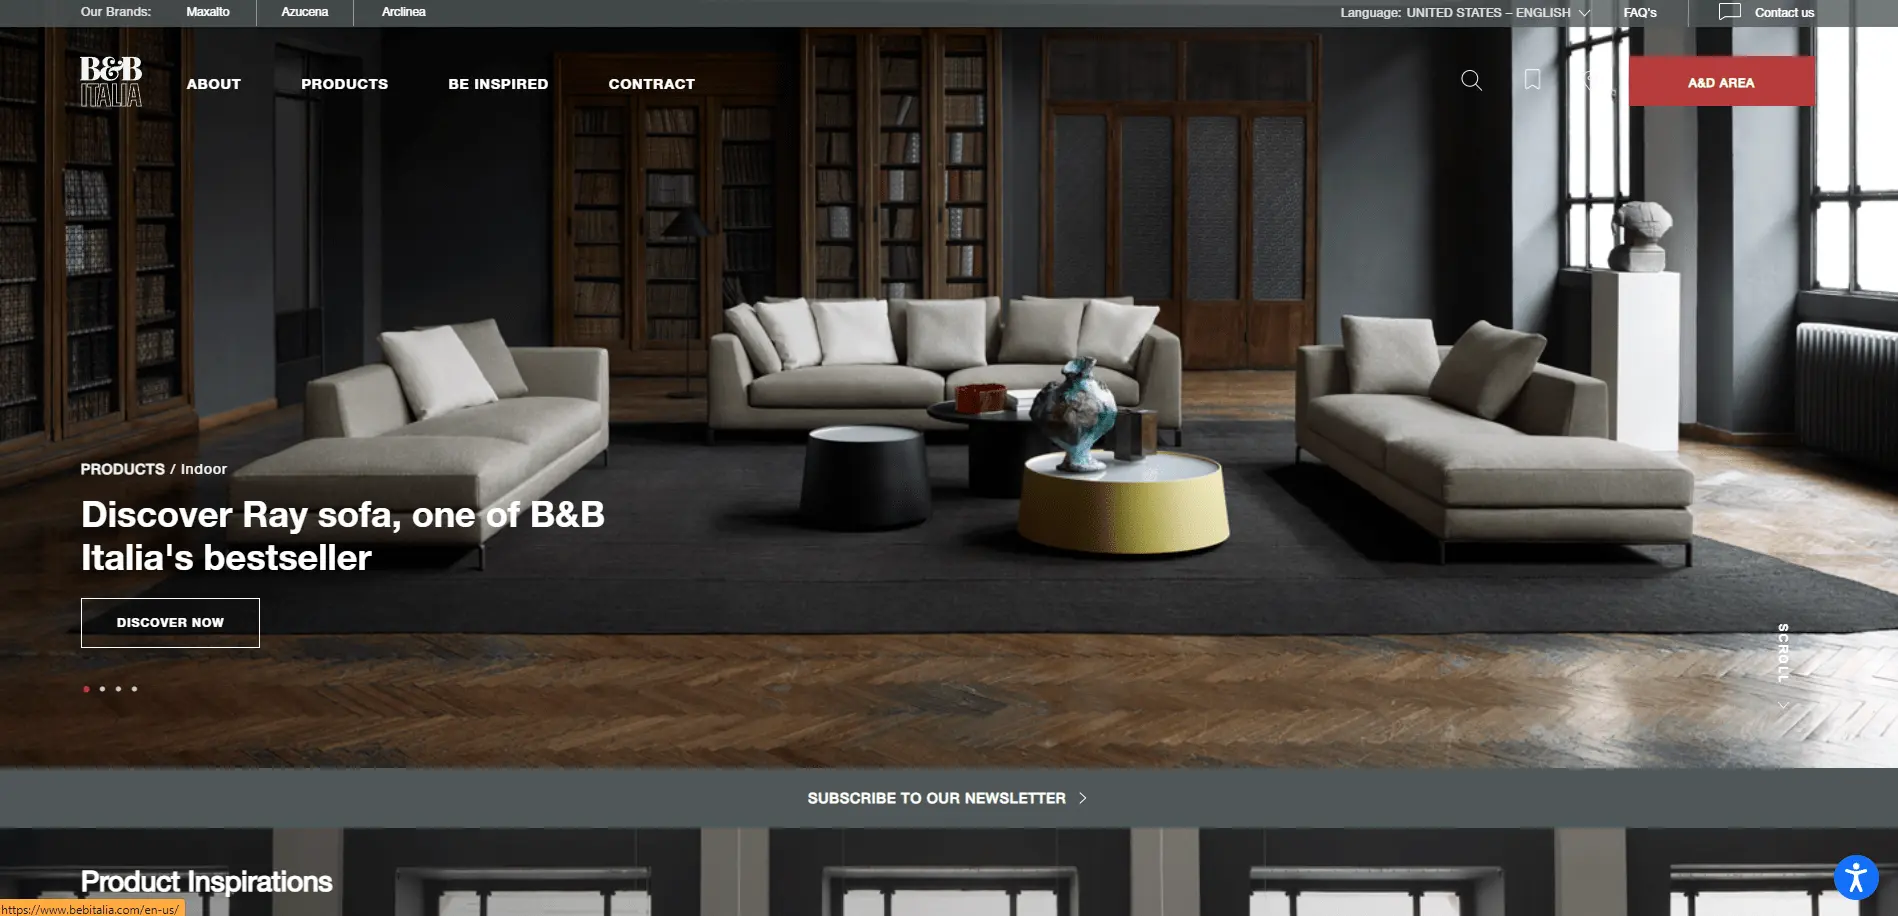 Our Brands: Maxalto Azucena Arclinea Language: UNITED STATES – ENGLISH FAQ's Contact us
B&B
ITALIA
ABOUT PRODUCTS BE INSPIRED CONTRACT A&D AREA
PRODUCTS / Indoor
Discover Ray sofa, one of B&B
Italia's bestseller
DISCOVER NOW
SCROLL
SUBSCRIBE TO OUR NEWSLETTER
Product Inspirations
https://www.bebitalia.com/en-us/